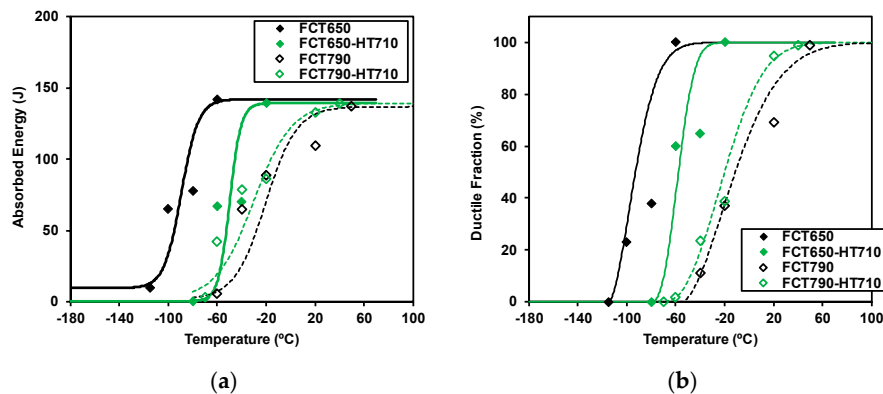 (a)
Absorbed Energy (J)
200
150
100
50
0
-180 -140 -100 -60 -20 20 60 100
Temperature (ºC)
FCT650
FCT650-HT710
FCT790
FCT790-HT710
(b)
Ductile Fraction (%)
100
80
60
40
20
0
-180 -140 -100 -60 -20 20 60 100
Temperature (ºC)
FCT650
FCT650-HT710
FCT790
FCT790-HT710